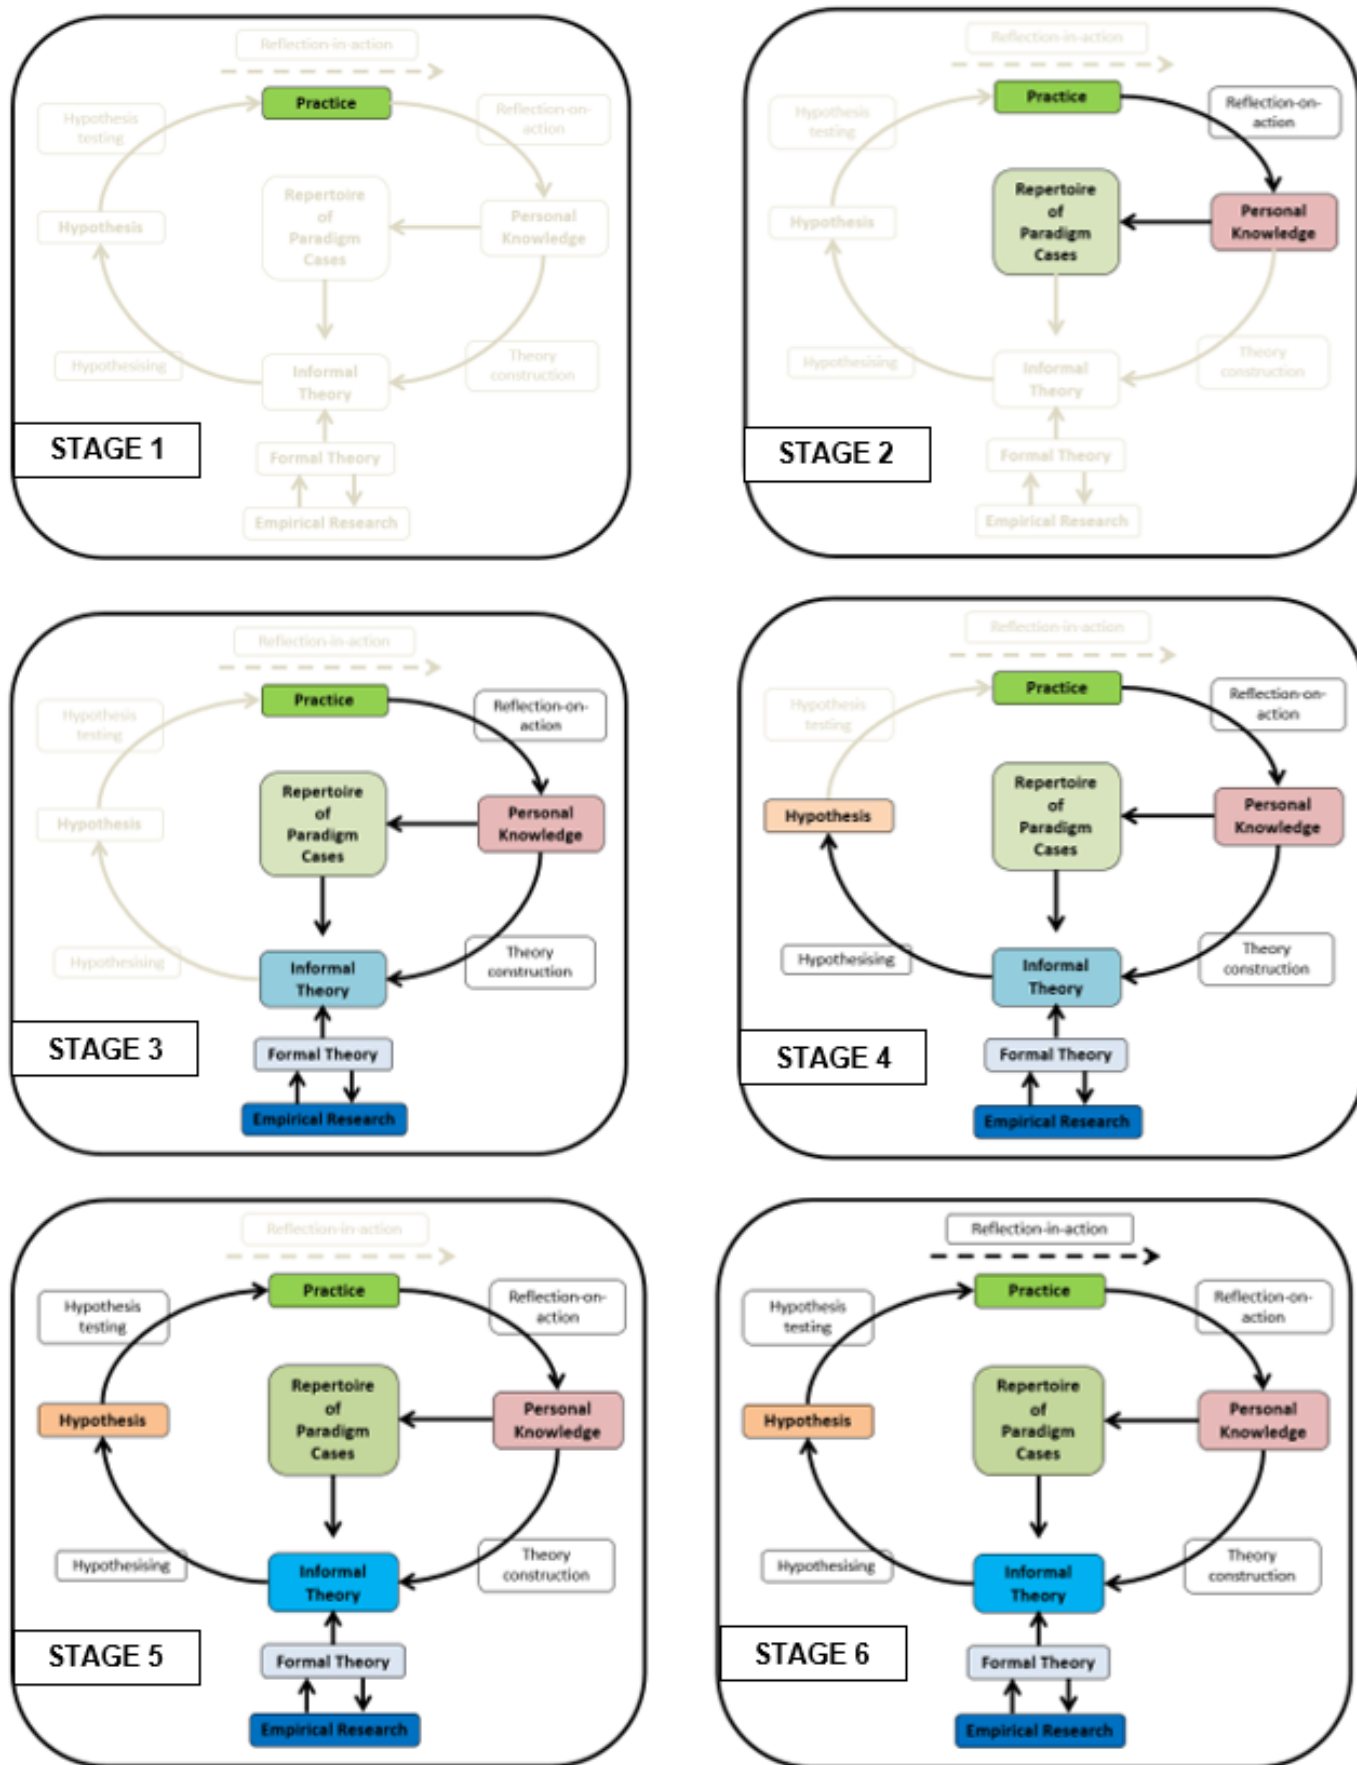 Reflection-in-action
Practice
Hypothesis
testing
Reflection-on-
action
Repertoire
of
Paradigm
Cases
Hypothesis
Personal
Knowledge
Hypothesising
Informal
Theory
Theory
construction
STAGE 1
Formal Theory
Empirical Research
Reflection-in-action
Practice
Hypothesis
testing
Reflection-on-
action
Repertoire
of
Paradigm
Cases
Hypothesis
Personal
Knowledge
Hypothesising
Informal
Theory
Theory
construction
STAGE 2
Formal Theory
Empirical Research
Reflection-in-action
Practice
Hypothesis
testing
Reflection-on-
action
Repertoire
of
Paradigm
Cases
Hypothesis
Personal
Knowledge
Hypothesising
Informal
Theory
Theory
construction
STAGE 3
Formal Theory
Empirical Research
Reflection-in-action
Practice
Hypothesis
testing
Reflection-on-
action
Repertoire
of
Paradigm
Cases
Hypothesis
Personal
Knowledge
Hypothesising
Informal
Theory
Theory
construction
STAGE 4
Formal Theory
Empirical Research
Reflection-in-action
Practice
Hypothesis
testing
Reflection-on-
action
Repertoire
of
Paradigm
Cases
Hypothesis
Personal
Knowledge
Hypothesising
Informal
Theory
Theory
construction
STAGE 5
Formal Theory
Empirical Research
Reflection-in-action
Practice
Hypothesis
testing
Reflection-on-
action
Repertoire
of
Paradigm
Cases
Hypothesis
Personal
Knowledge
Hypothesising
Informal
Theory
Theory
construction
STAGE 6
Formal Theory
Empirical Research